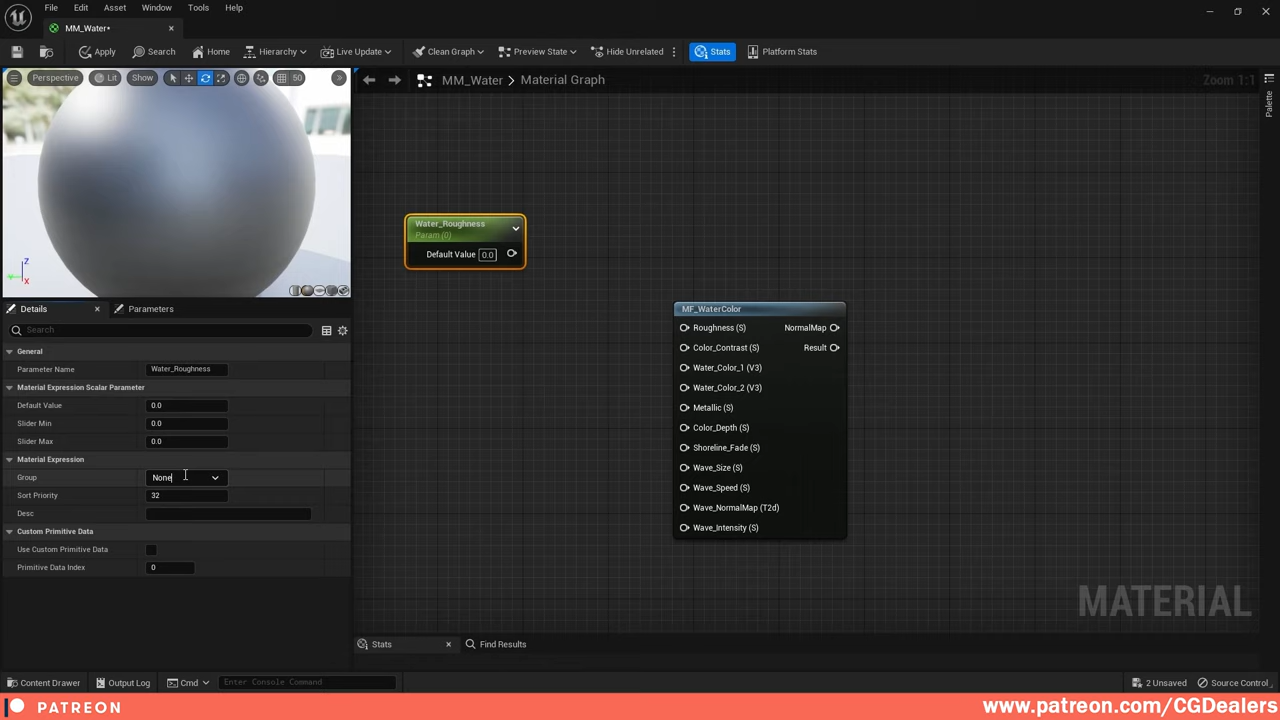 File Edit Asset Window Tools Help
MM_Water*
Apply Search Home Hierarchy Live Update Clean Graph Preview State Hide Unrelated Stats Platform Stats
Perspective Lit Show 50
MM_Water > Material Graph Zoom 1:1
Palette
Water_Roughness
Param (0)
Default Value 0.0
Z
Y
X
MF_WaterColor
Roughness (S) NormalMap
Color_Contrast (S) Result
Water_Color_1 (V3)
Water_Color_2 (V3)
Metallic (S)
Color_Depth (S)
Shoreline_Fade (S)
Wave_Size (S)
Wave_Speed (S)
Wave_NormalMap (T2d)
Wave_Intensity (S)
Details Parameters
Search
General
Parameter Name Water_Roughness
Material Expression Scalar Parameter
Default Value 0.0
Slider Min 0.0
Slider Max 0.0
Material Expression
Group None
Sort Priority 32
Desc
Custom Primitive Data
Use Custom Primitive Data
Primitive Data Index 0
MATERIAL
Stats Find Results
Content Drawer Output Log Cmd Enter Console Command 2 Unsaved Source Control
PATREON www.patreon.com/CGDealers